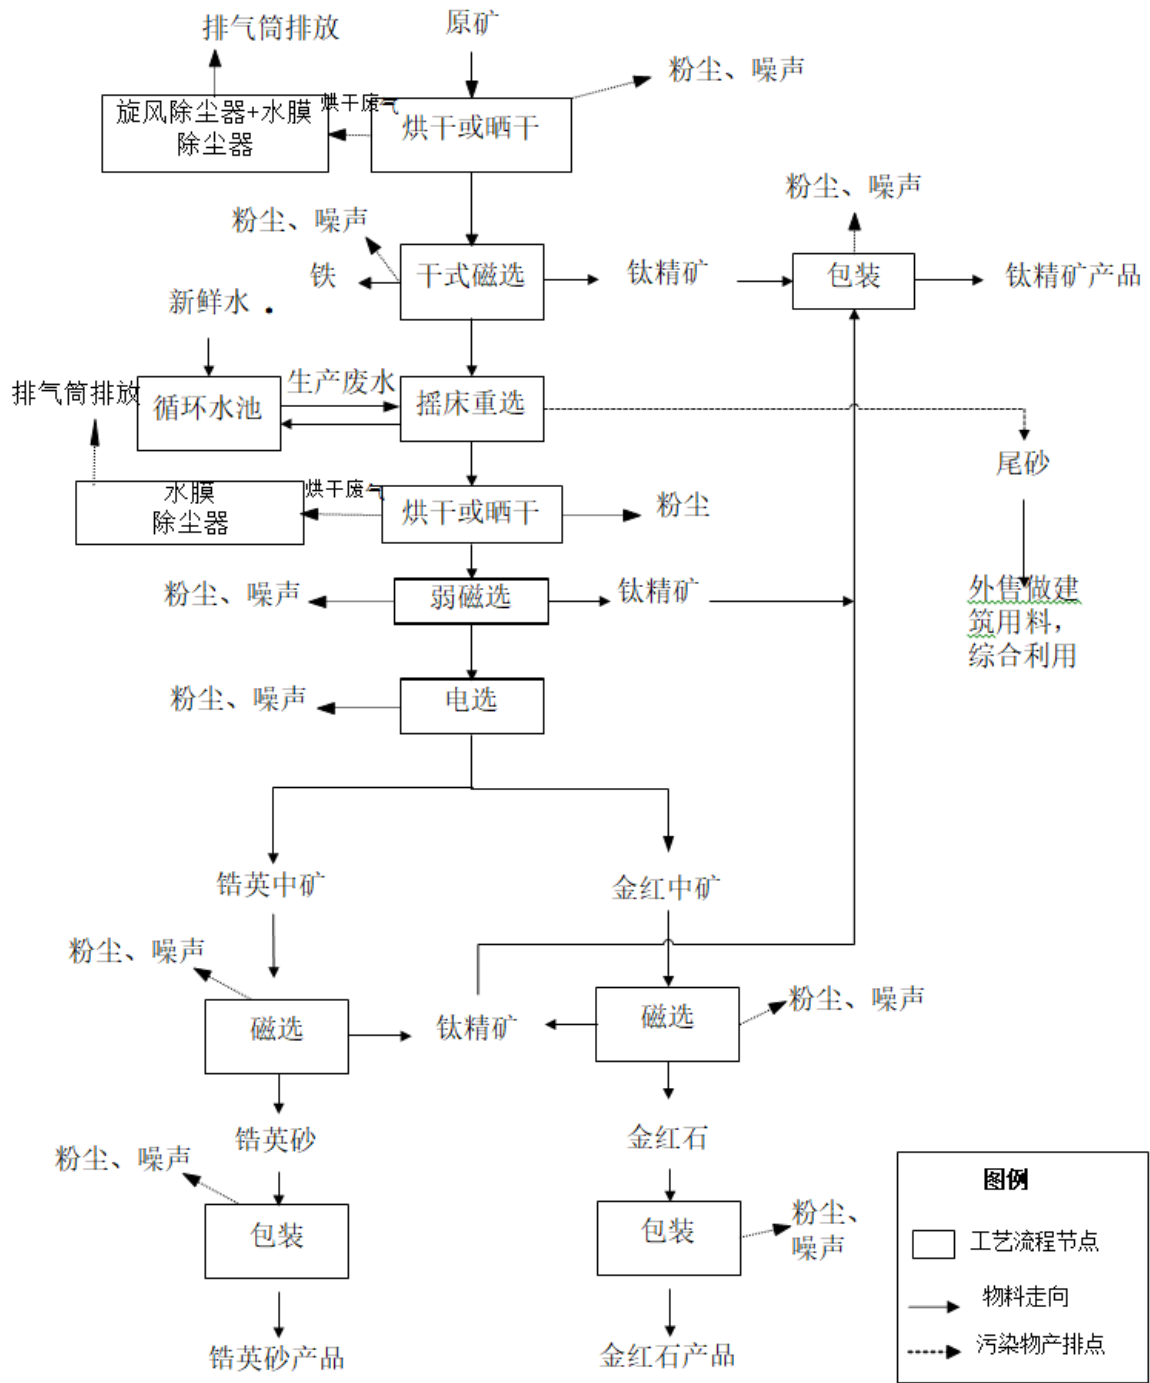 排气筒排放
原矿
粉尘、噪声
旋风除尘器+水膜
除尘器
烘干废气
烘干或晒干
粉尘、噪声
粉尘、噪声
铁
干式磁选
钛精矿
包装
钛精矿产品
新鲜水
排气筒排放
循环水池
生产废水
摇床重选
尾砂
水膜
除尘器
烘干废气
烘干或晒干
粉尘
粉尘、噪声
弱磁选
钛精矿
外售做建
筑用料，
综合利用
粉尘、噪声
电选
锆英中矿
金红中矿
粉尘、噪声
磁选
钛精矿
磁选
粉尘、噪声
锆英砂
金红石
粉尘、噪声
包装
包装
粉尘、
噪声
锆英砂产品
金红石产品
图例
工艺流程节点
物料走向
污染物产排点